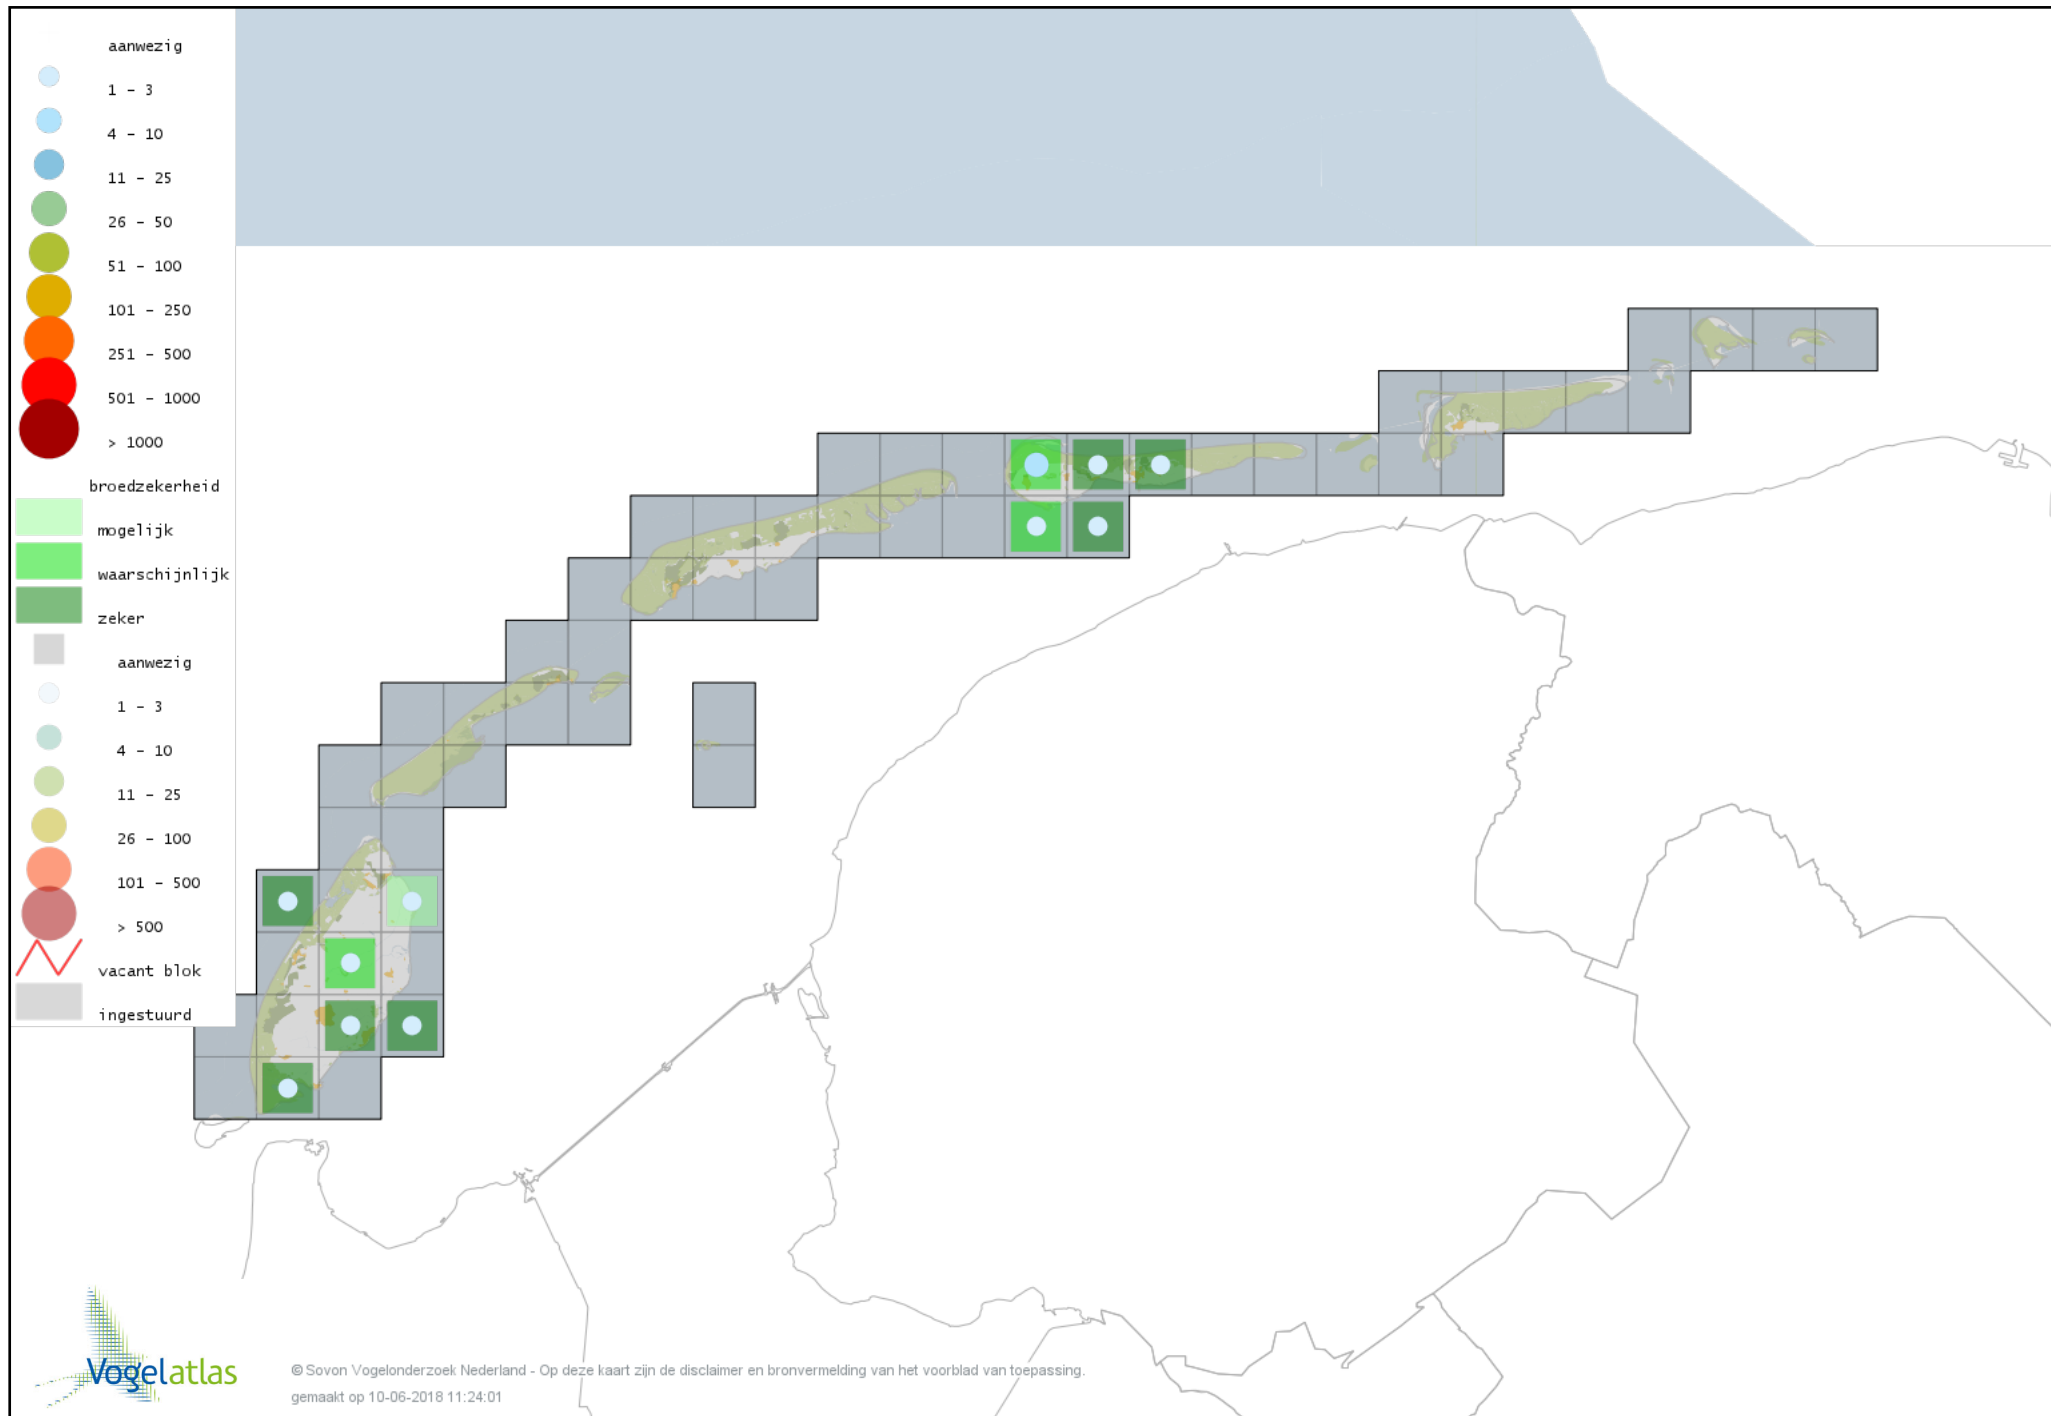 aanwezig
1 - 3
4 - 10
11 - 25
26 - 50
51 - 100
101 - 250
251 - 500
501 - 1000
> 1000
broedzekerheid
mogelijk
waarschijnlijk
zeker
aanwezig
1 - 3
4 - 10
11 - 25
26 - 100
101 - 500
> 500
vacant blok
ingestuurd
Vogelatlas
© Sovon Vogelonderzoek Nederland - Op deze kaart zijn de disclaimer en bronvermelding van het voorblad van toepassing.
gemaakt op 10-06-2018 11:24:01